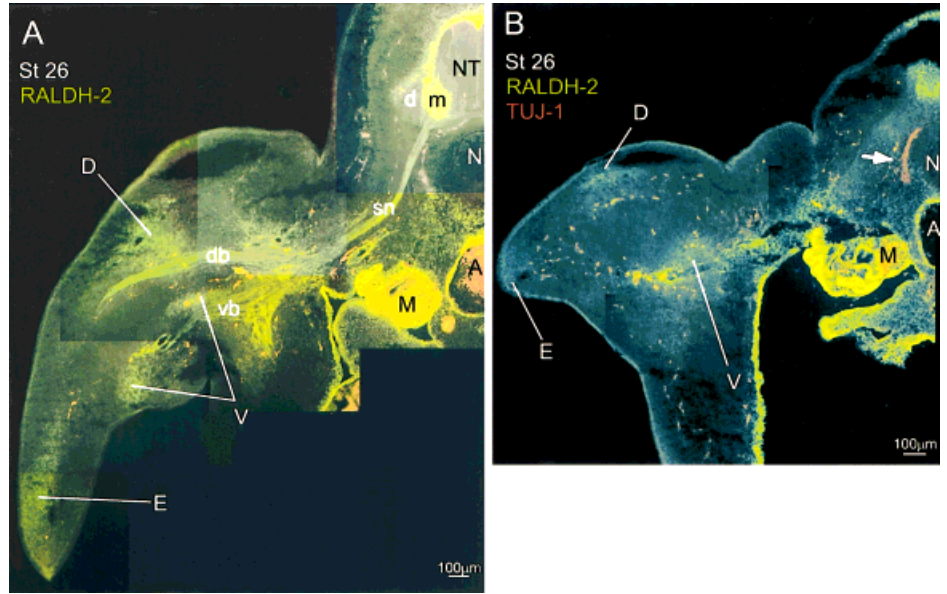 A
St 26
RALDH-2
NT
d
m
N
D
sn
db
A
M
vb
V
E
100µm
B
St 26
RALDH-2
TUJ-1
D
N
A
M
E
V
100µm